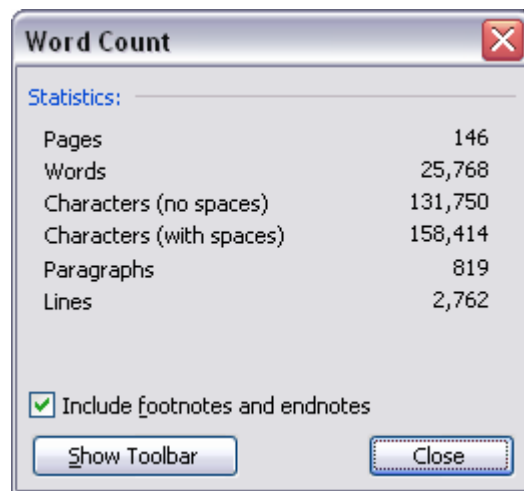 Word Count
Statistics:
Pages 146
Words 25,768
Characters (no spaces) 131,750
Characters (with spaces) 158,414
Paragraphs 819
Lines 2,762
Include footnotes and endnotes
Show Toolbar Close